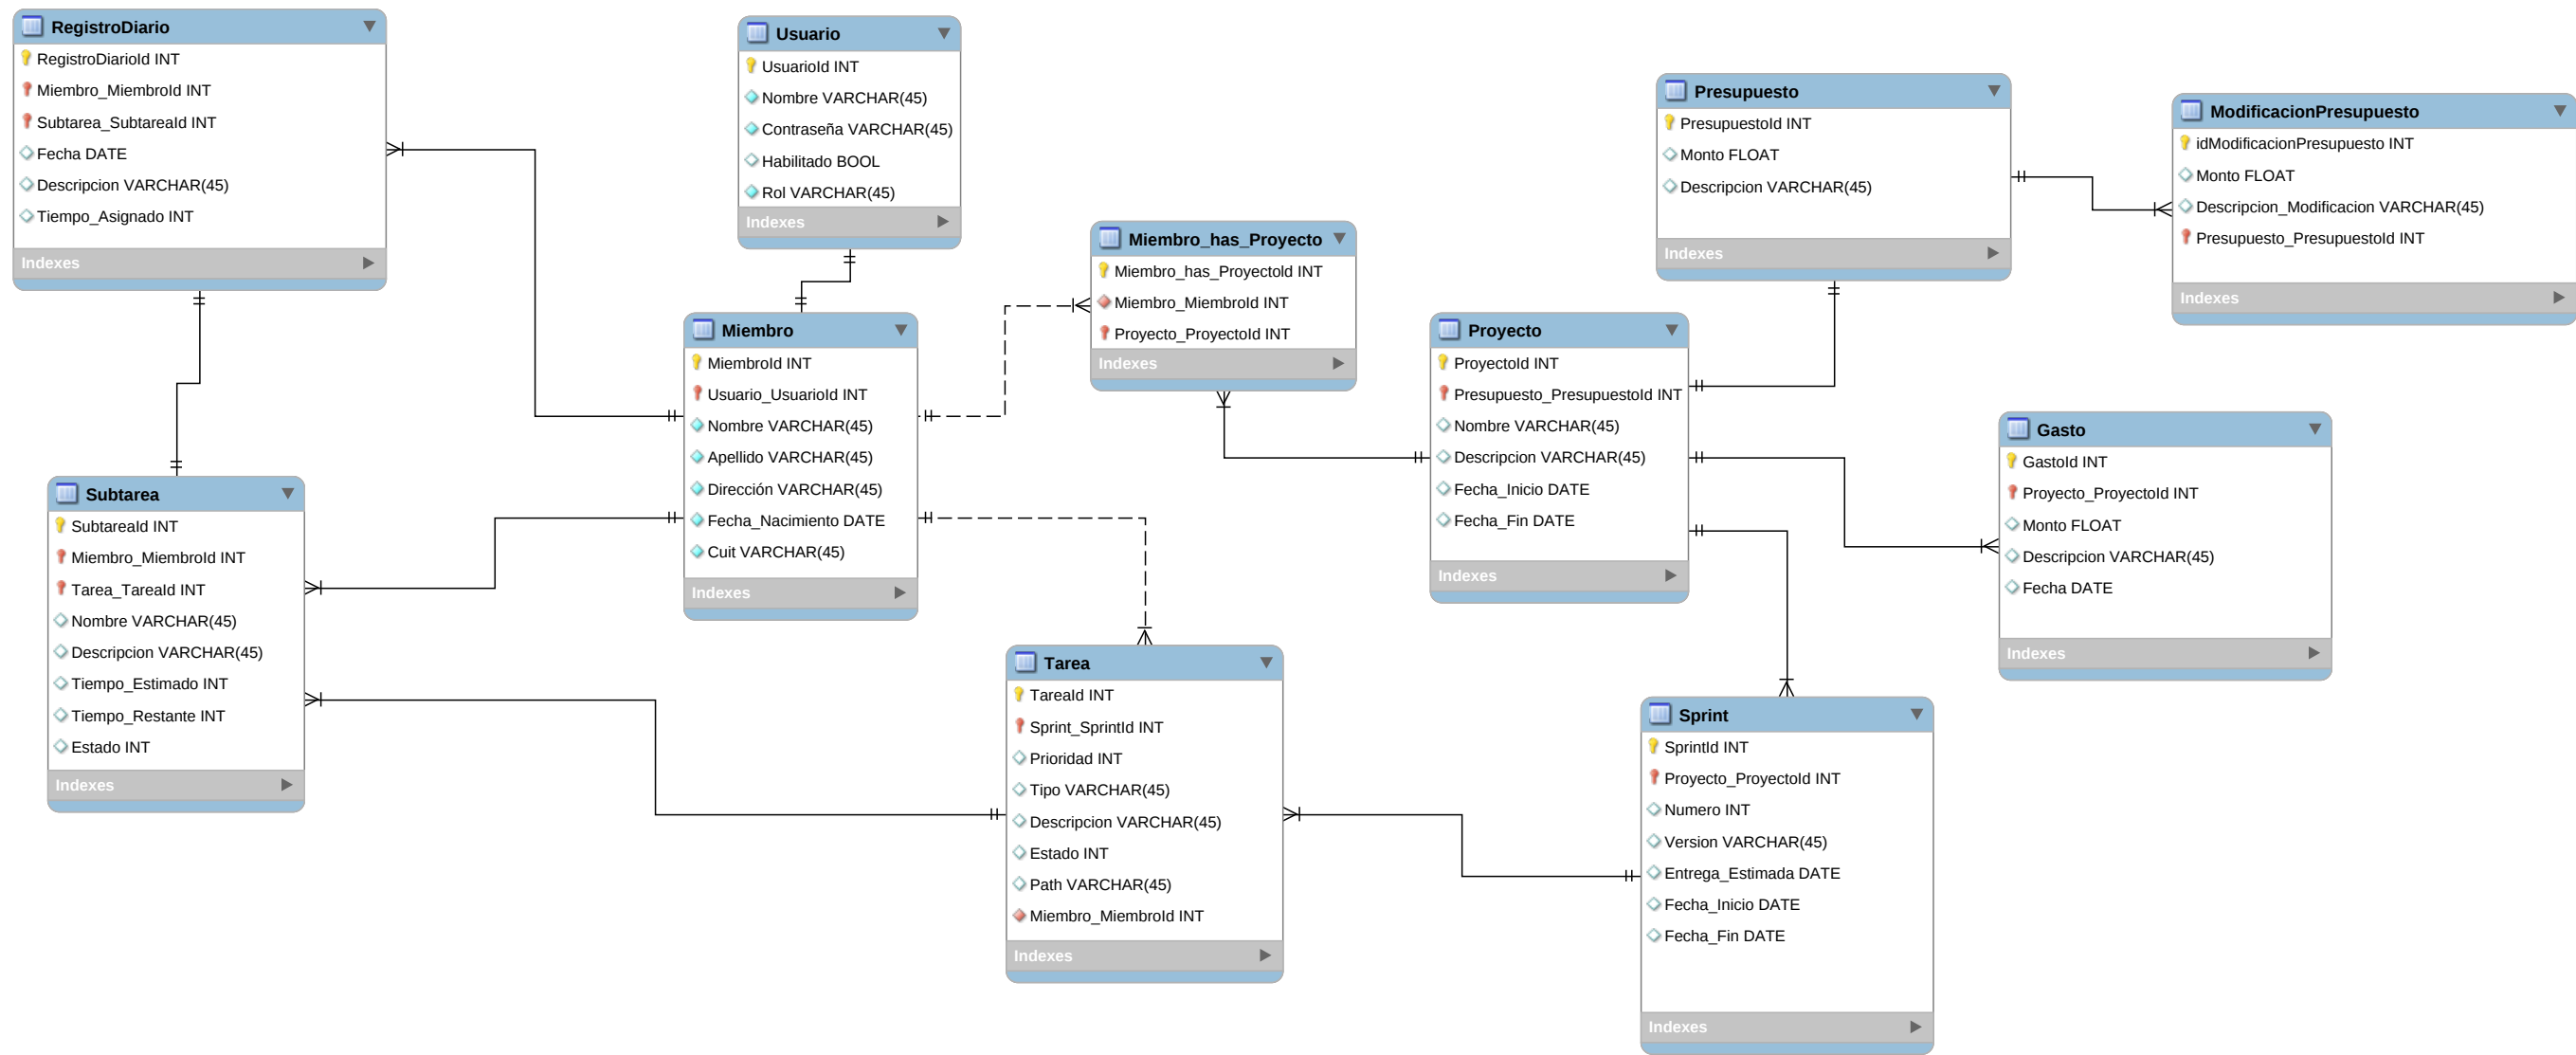 RegistroDiario
RegistroDiarioId INT
Miembro_MiembroId INT
Subtarea_SubtareaId INT
Fecha DATE
Descripcion VARCHAR(45)
Tiempo_Asignado INT
Indexes
Usuario
UsuarioId INT
Nombre VARCHAR(45)
Contraseña VARCHAR(45)
Habilitado BOOL
Rol VARCHAR(45)
Indexes
Miembro_has_Proyecto
Miembro_has_ProyectoId INT
Miembro_MiembroId INT
Proyecto_ProyectoId INT
Indexes
Presupuesto
PresupuestoId INT
Monto FLOAT
Descripcion VARCHAR(45)
Indexes
ModificacionPresupuesto
idModificacionPresupuesto INT
Monto FLOAT
Descripcion_Modificacion VARCHAR(45)
Presupuesto_PresupuestoId INT
Indexes
Miembro
MiembroId INT
Usuario_UsuarioId INT
Nombre VARCHAR(45)
Apellido VARCHAR(45)
Dirección VARCHAR(45)
Fecha_Nacimiento DATE
Cuit VARCHAR(45)
Indexes
Proyecto
ProyectoId INT
Presupuesto_PresupuestoId INT
Nombre VARCHAR(45)
Descripcion VARCHAR(45)
Fecha_Inicio DATE
Fecha_Fin DATE
Indexes
Gasto
GastoId INT
Proyecto_ProyectoId INT
Monto FLOAT
Descripcion VARCHAR(45)
Fecha DATE
Indexes
Subtarea
SubtareaId INT
Miembro_MiembroId INT
Tarea_TareaId INT
Nombre VARCHAR(45)
Descripcion VARCHAR(45)
Tiempo_Estimado INT
Tiempo_Restante INT
Estado INT
Indexes
Tarea
TareaId INT
Sprint_SprintId INT
Prioridad INT
Tipo VARCHAR(45)
Descripcion VARCHAR(45)
Estado INT
Path VARCHAR(45)
Miembro_MiembroId INT
Indexes
Sprint
SprintId INT
Proyecto_ProyectoId INT
Numero INT
Version VARCHAR(45)
Entrega_Estimada DATE
Fecha_Inicio DATE
Fecha_Fin DATE
Indexes